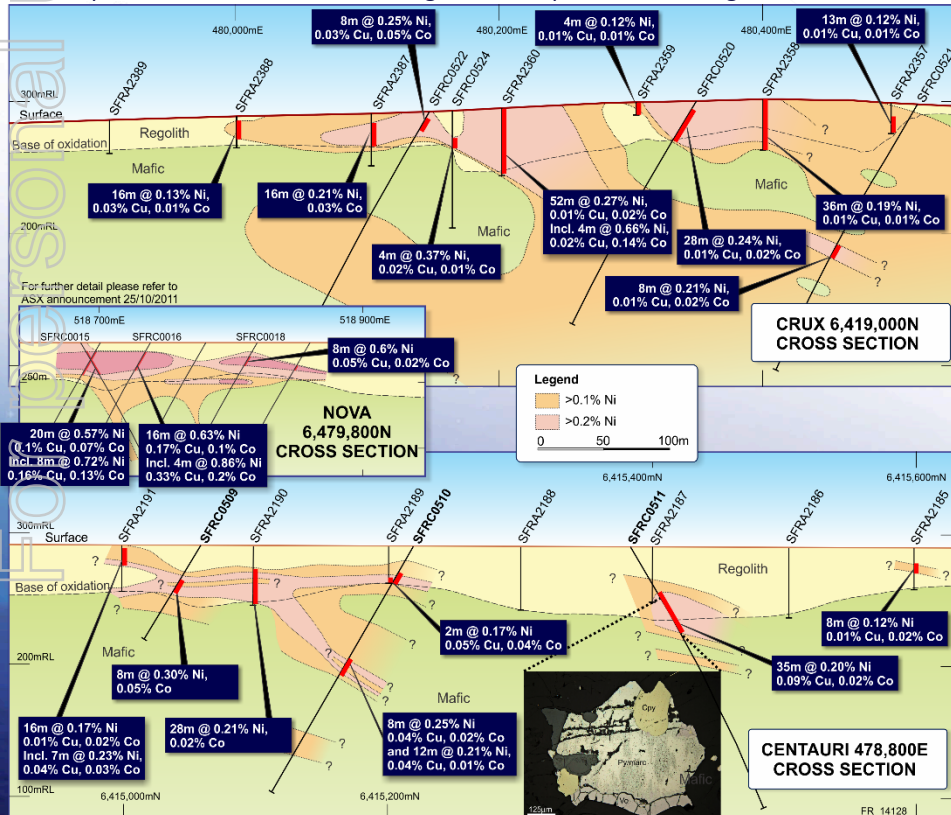 For personal
8m @ 0.25% Ni,
0.03% Cu, 0.05% Co
4m @ 0.12% Ni,
0.01% Cu, 0.01% Co
13m @ 0.12% Ni,
0.01% Cu, 0.01% Co
480,000mE
480,200mE
480,400mE
SFRA2389
SFRA2388
SFRA2387
SFRC0522
SFRC0524
SFRA2360
SFRA2359
SFRC0520
SFRA2358
SFRA2357
SFRC0521
300mRL
Surface
Regolith
Base of oxidation
Mafic
Mafic
Mafic
?
?
?
?
?
16m @ 0.13% Ni,
0.03% Cu, 0.01% Co
16m @ 0.21% Ni,
0.03% Co
52m @ 0.27% Ni,
0.01% Cu, 0.02% Co
Incl. 4m @ 0.66% Ni,
0.02% Cu, 0.14% Co
36m @ 0.19% Ni,
0.01% Cu, 0.01% Co
200mRL
4m @ 0.37% Ni,
0.02% Cu, 0.01% Co
28m @ 0.24% Ni,
0.01% Cu, 0.02% Co
8m @ 0.21% Ni,
0.01% Cu, 0.02% Co
For further detail please refer to
ASX announcement 25/10/2011
CRUX 6,419,000N
CROSS SECTION
518 700mE
518 900mE
SFRC0015
SFRC0016
SFRC0018
8m @ 0.6% Ni
0.05% Cu, 0.02% Co
250m
NOVA
6,479,800N
CROSS SECTION
20m @ 0.57% Ni
0.1% Cu, 0.07% Co
Incl. 8m @ 0.72% Ni
0.16% Cu, 0.13% Co
16m @ 0.63% Ni
0.17% Cu, 0.1% Co
Incl. 4m @ 0.86% Ni
0.33% Cu, 0.2% Co
Legend
>0.1% Ni
>0.2% Ni
0 50 100m
6,415,400mN
6,415,600mN
SFRA2191
SFRC0509
SFRA2190
SFRA2189
SFRC0510
SFRA2188
SFRC0511
SFRA2187
SFRA2186
SFRA2185
300mRL
Surface
Regolith
Base of oxidation
?
?
?
?
?
?
?
?
?
?
?
?
2m @ 0.17% Ni
0.05% Cu, 0.04% Co
8m @ 0.12% Ni
0.01% Cu, 0.02% Co
200mRL
Mafic
Mafic
8m @ 0.30% Ni,
0.05% Co
35m @ 0.20% Ni
0.09% Cu, 0.02% Co
16m @ 0.17% Ni
0.01% Cu, 0.02% Co
Incl. 7m @ 0.23% Ni,
0.04% Cu, 0.03% Co
28m @ 0.21% Ni,
0.02% Co
8m @ 0.25% Ni
0.04% Cu, 0.02% Co
and 12m @ 0.21% Ni,
0.04% Cu, 0.01% Co
Cpy
Py/marc
Vo
125µm
Mafic
CENTAURI 478,800E
CROSS SECTION
100mRL
6,415,000mN
6,415,200mN
FR_14128